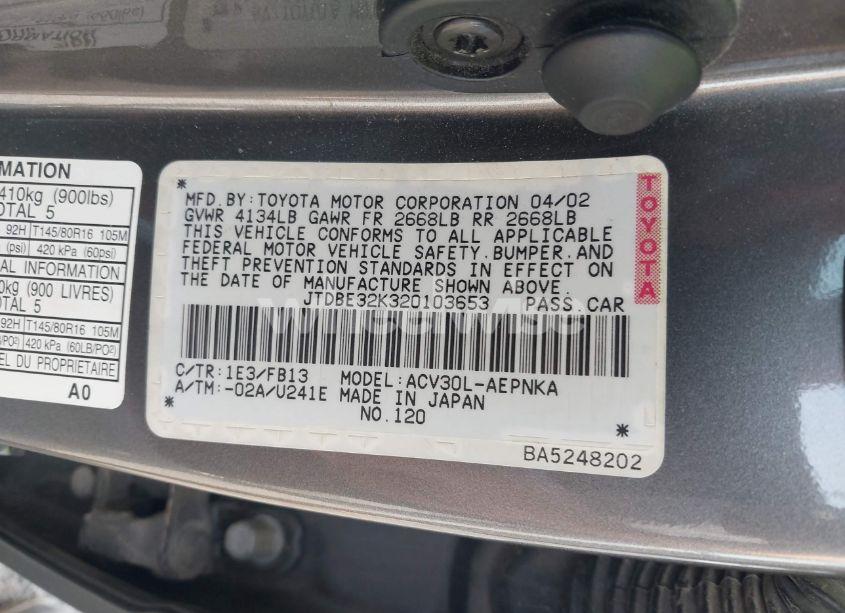 MATION
410kg (900lbs)
TOTAL 5
92H T145/80R16 105M
(psi) 420 kPa (60psi)
AL INFORMATION
0kg (900 LIVRES)
TOTAL 5
92H T145/80R16 105M
/PO²) 420 kPa (60LB/PO²)
EL DU PROPRIETAIRE
A0
*
MFD.BY:TOYOTA MOTOR CORPORATION 04/02
GVWR 4134LB GAWR FR 2668LB RR 2668LB
THIS VEHICLE CONFORMS TO ALL APPLICABLE
FEDERAL MOTOR VEHICLE SAFETY,BUMPER,AND
THEFT PREVENTION STANDARDS IN EFFECT ON
THE DATE OF MANUFACTURE SHOWN ABOVE.
JTDBE32K320103653 PASS.CAR
C/TR:1E3/FB13 MODEL:ACV30L-AEPNKA
A/TM:-02A/U241E MADE IN JAPAN
NO.120
* *
BA5248202
TOYOTA
wheelwise